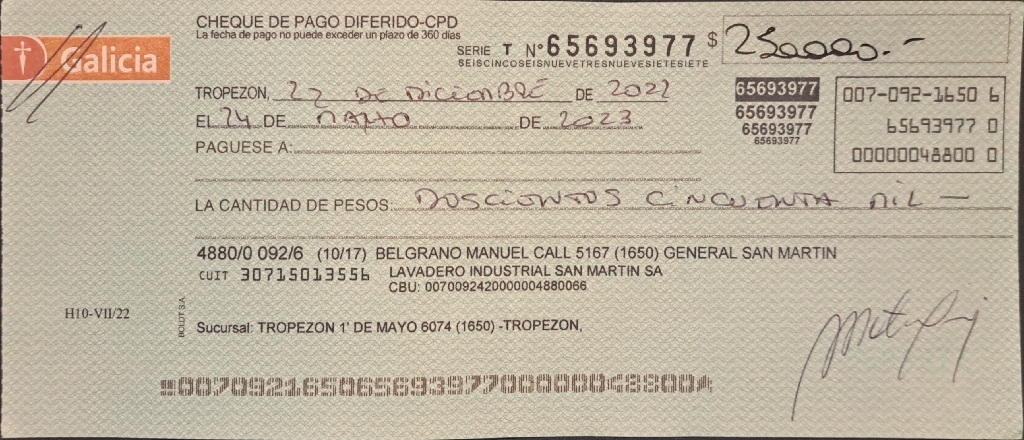 Galicia
CHEQUE DE PAGO DIFERIDO-CPD
La fecha de pago no puede exceder un plazo de 360 días
SERIE T Nº65693977 $ 250000.-
SEISCINCOSEISNUEVETRESNUEVESIETESIETE
TROPEZON, 22 DE DICIEMBRE DE 2022
EL 24 DE MAYO DE 2023
65693977
65693977
65693977
65693977
007-092-1650 6
65693977 0
00000048800 0
PAGUESE A:
LA CANTIDAD DE PESOS: DOSCIENTOS CINCUENTA MIL —
4880/0 092/6 (10/17) BELGRANO MANUEL CALL 5167 (1650) GENERAL SAN MARTIN
CUIT 30715013556 LAVADERO INDUSTRIAL SAN MARTIN SA
CBU: 0070092420000004880066
H10-VII/22
BOLDT S.A.
Sucursal: TROPEZON 1' DE MAYO 6074 (1650) -TROPEZON,